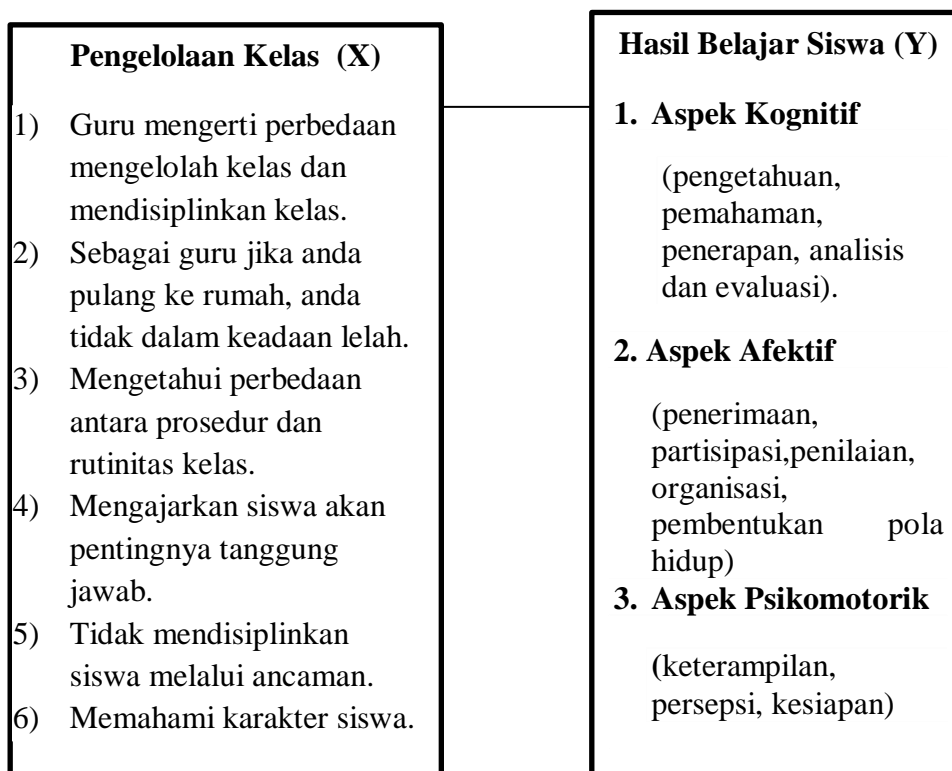 Pengelolaan Kelas (X)
1) Guru mengerti perbedaan
mengelolah kelas dan
mendisiplinkan kelas.
2) Sebagai guru jika anda
pulang ke rumah, anda
tidak dalam keadaan lelah.
3) Mengetahui perbedaan
antara prosedur dan
rutinitas kelas.
4) Mengajarkan siswa akan
pentingnya tanggung
jawab.
5) Tidak mendisiplinkan
siswa melalui ancaman.
6) Memahami karakter siswa.
Hasil Belajar Siswa (Y)
1. Aspek Kognitif
(pengetahuan,
pemahaman,
penerapan, analisis
dan evaluasi).
2. Aspek Afektif
(penerimaan,
partisipasi,penilaian,
organisasi,
pembentukan pola
hidup)
3. Aspek Psikomotorik
(keterampilan,
persepsi, kesiapan)